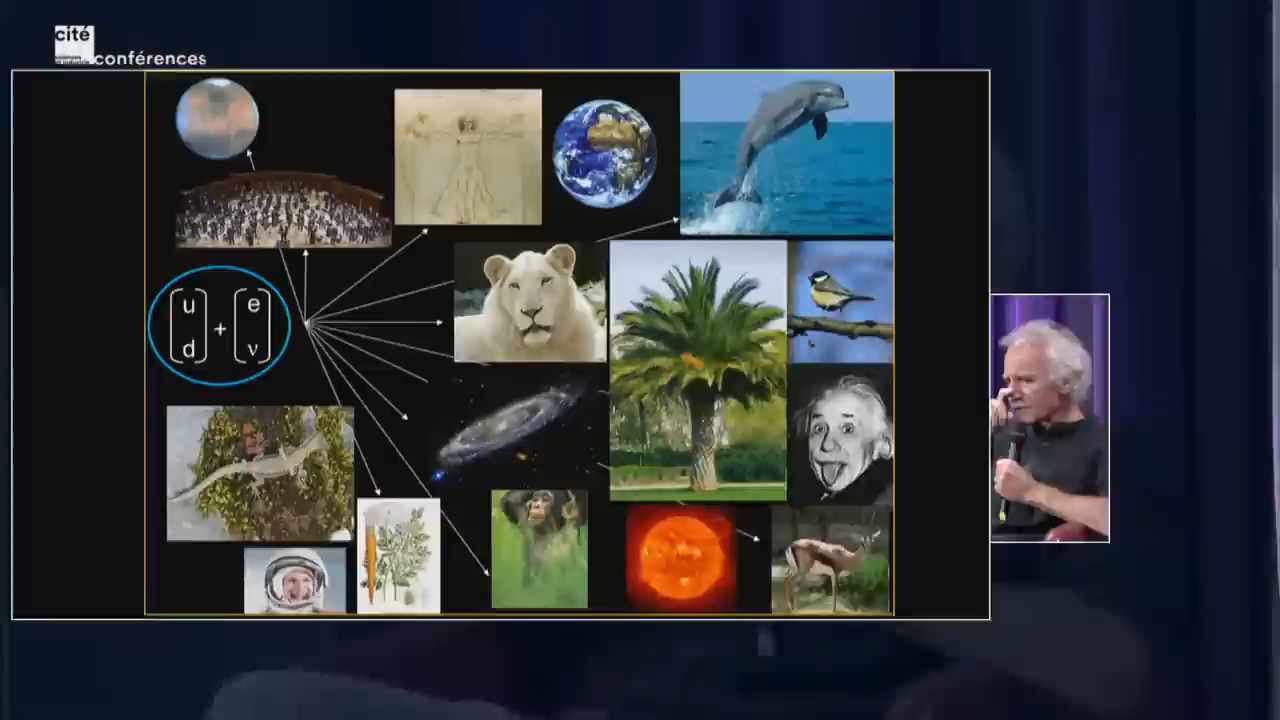 cité
conférences
u
e
+
d
ν